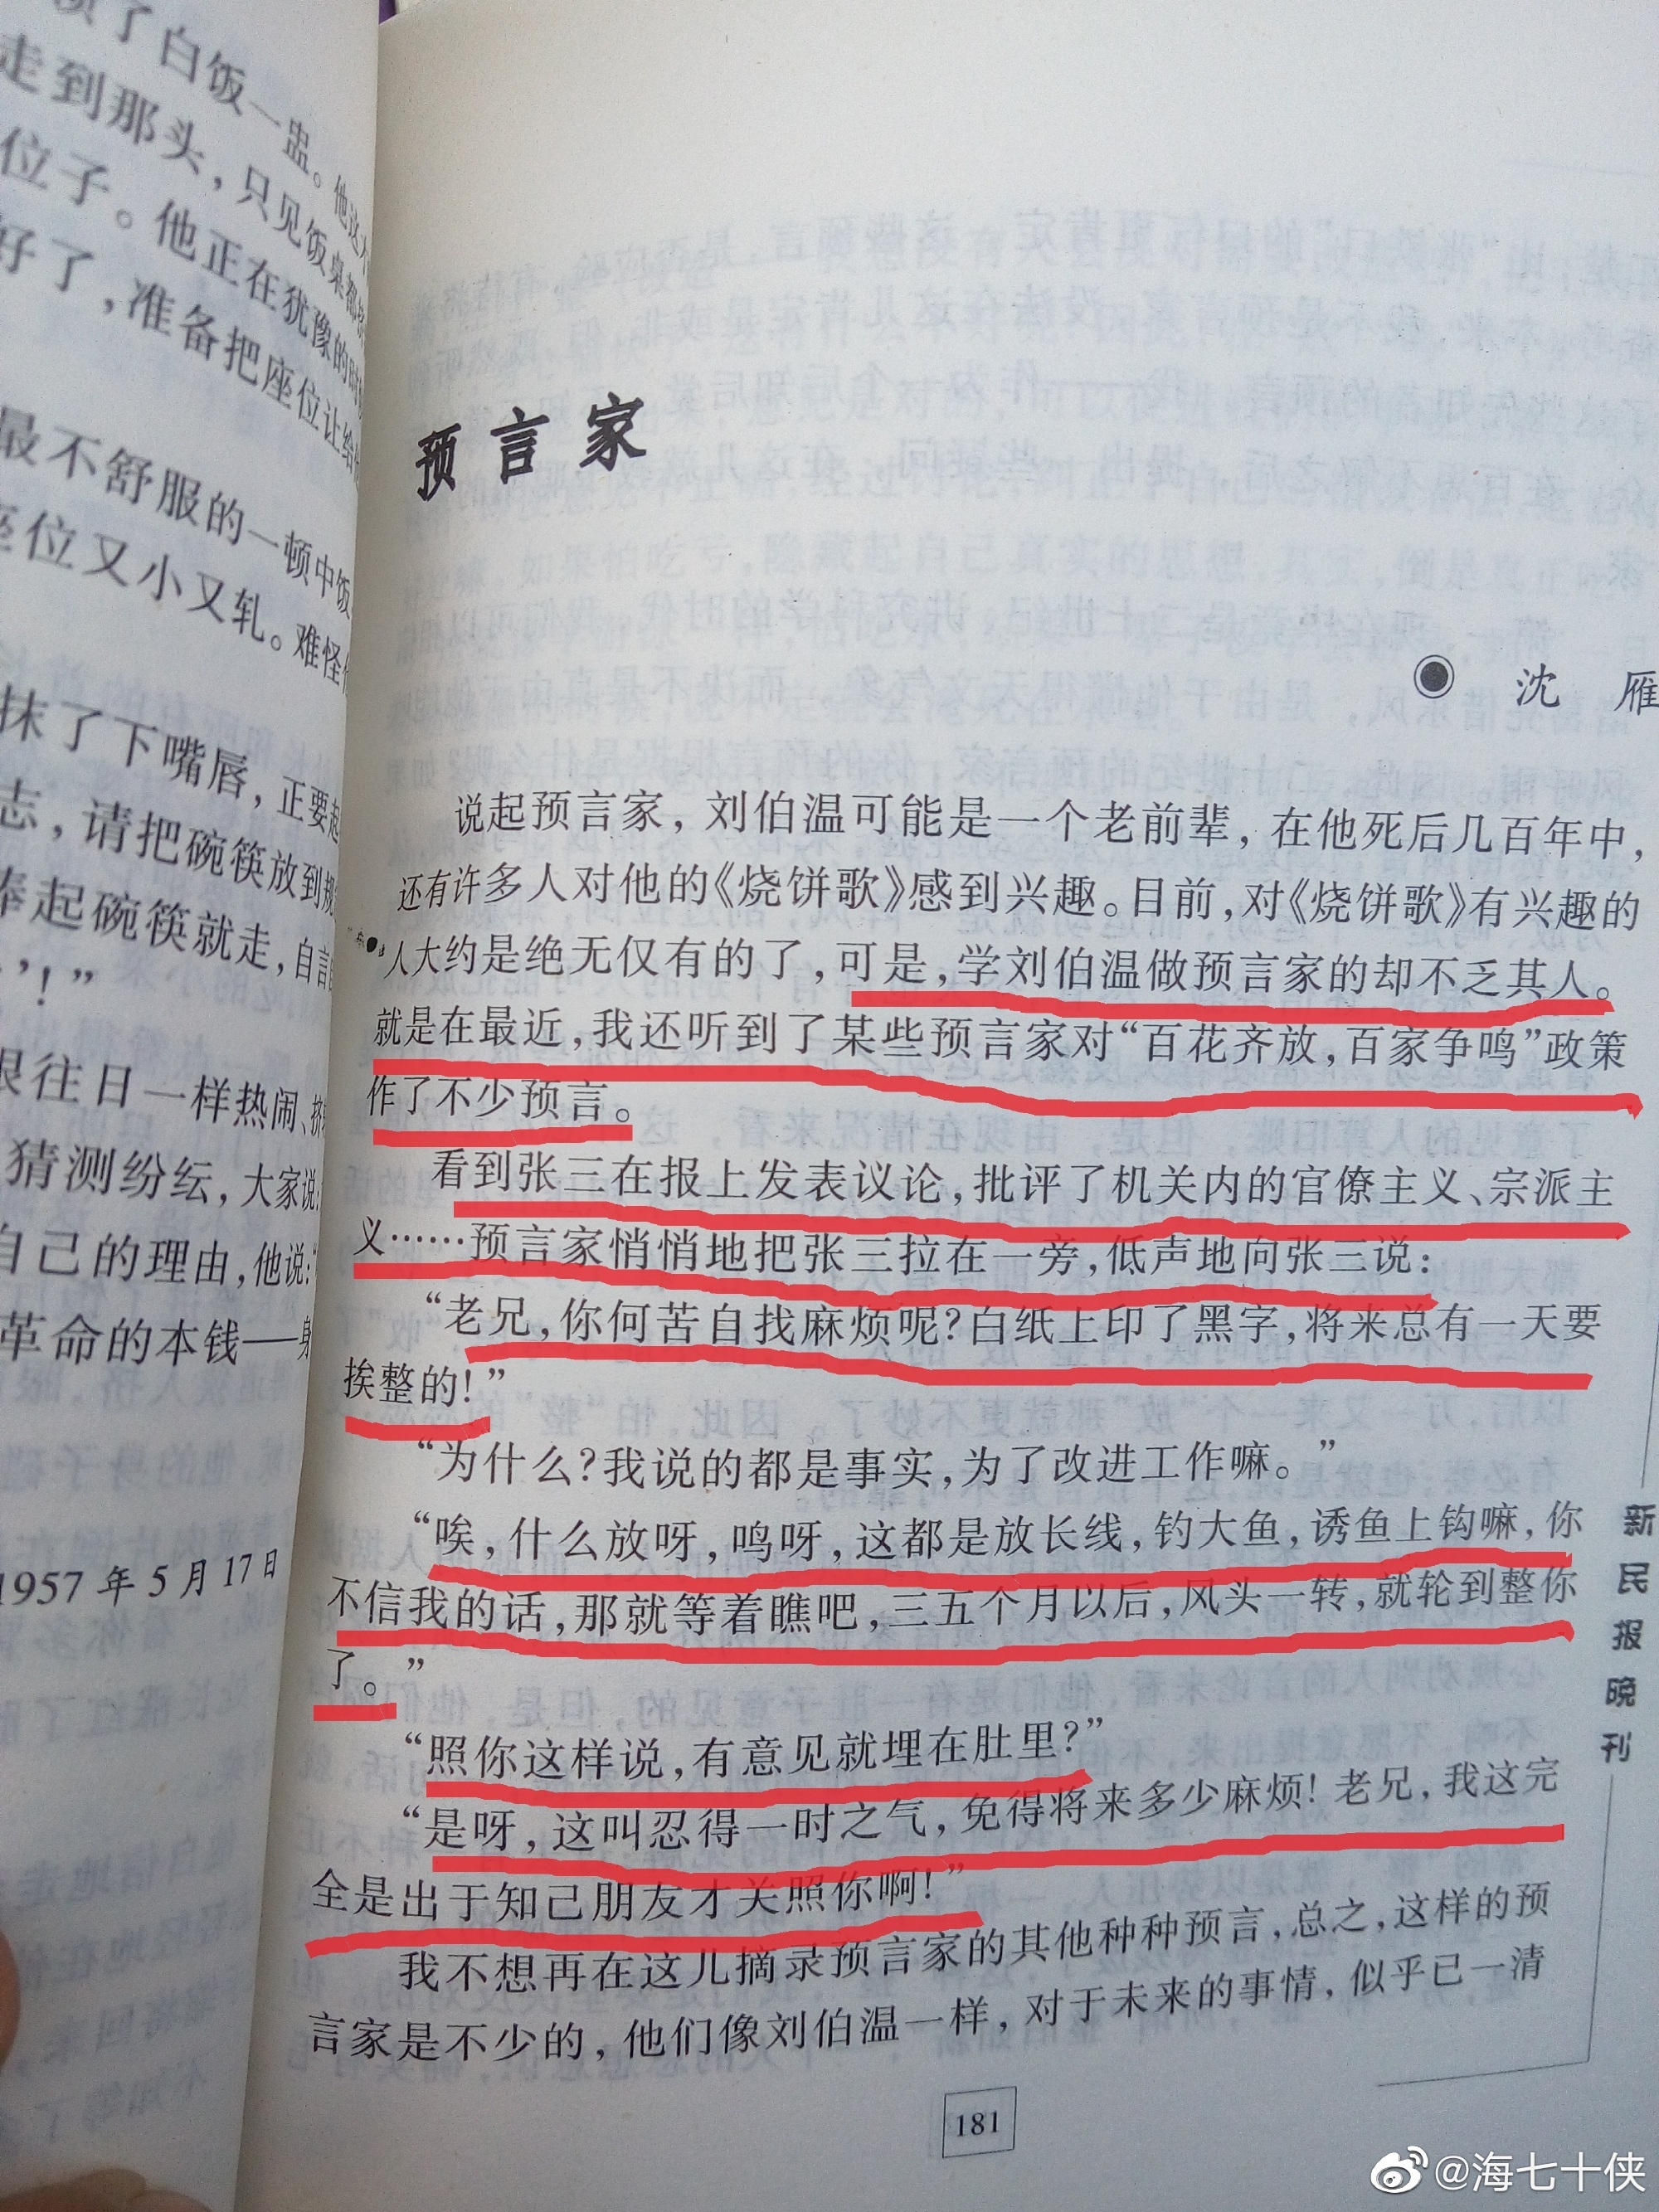 顿了白饭一盅。他这才
走到那头，只见饭桌都
位子。他正在犹豫的时
好了，准备把座位让给
最不舒服的一顿中饭
座位又小又轧。难怪
抹了下嘴唇，正要起
志，请把碗筷放到规
捧起碗筷就走，自言
’！”
跟往日一样热闹、挤
猜测纷纭，大家说：
自己的理由，他说：“
革命的本钱——身
1957年5月17日
预言家
沈 雁
说起预言家，刘伯温可能是一个老前辈，在他死后几百年中，
还有许多人对他的《烧饼歌》感到兴趣。目前，对《烧饼歌》有兴趣的
人大约是绝无仅有的了，可是，学刘伯温做预言家的却不乏其人。
就是在最近，我还听到了某些预言家对“百花齐放，百家争鸣”政策
作了不少预言。
看到张三在报上发表议论，批评了机关内的官僚主义、宗派主
义……预言家悄悄地把张三拉在一旁，低声地向张三说：
“老兄，你何苦自找麻烦呢？白纸上印了黑字，将来总有一天要
挨整的！”
“为什么？我说的都是事实，为了改进工作嘛。”
“唉，什么放呀，鸣呀，这都是放长线，钓大鱼，诱鱼上钩嘛，你
不信我的话，那就等着瞧吧，三五个月以后，风头一转，就轮到整你
了。”
“照你这样说，有意见就埋在肚里？”
“是呀，这叫忍得一时之气，免得将来多少麻烦！老兄，我这完
全是出于知己朋友才关照你啊！”
我不想再在这儿摘录预言家的其他种种预言，总之，这样的预
言家是不少的，他们像刘伯温一样，对于未来的事情，似乎已一清
新民报晚刊
181
@海七十侠